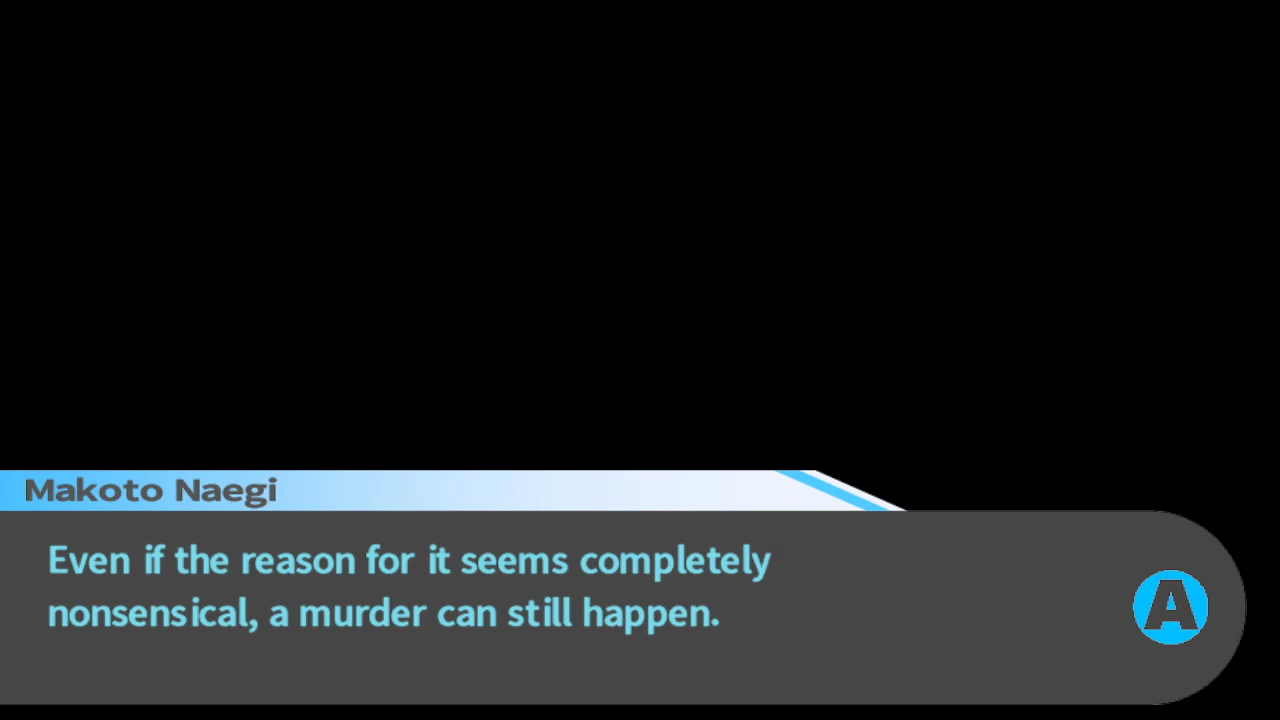 Makoto Naegi
Even if the reason for it seems completely
nonsensical, a murder can still happen.
A